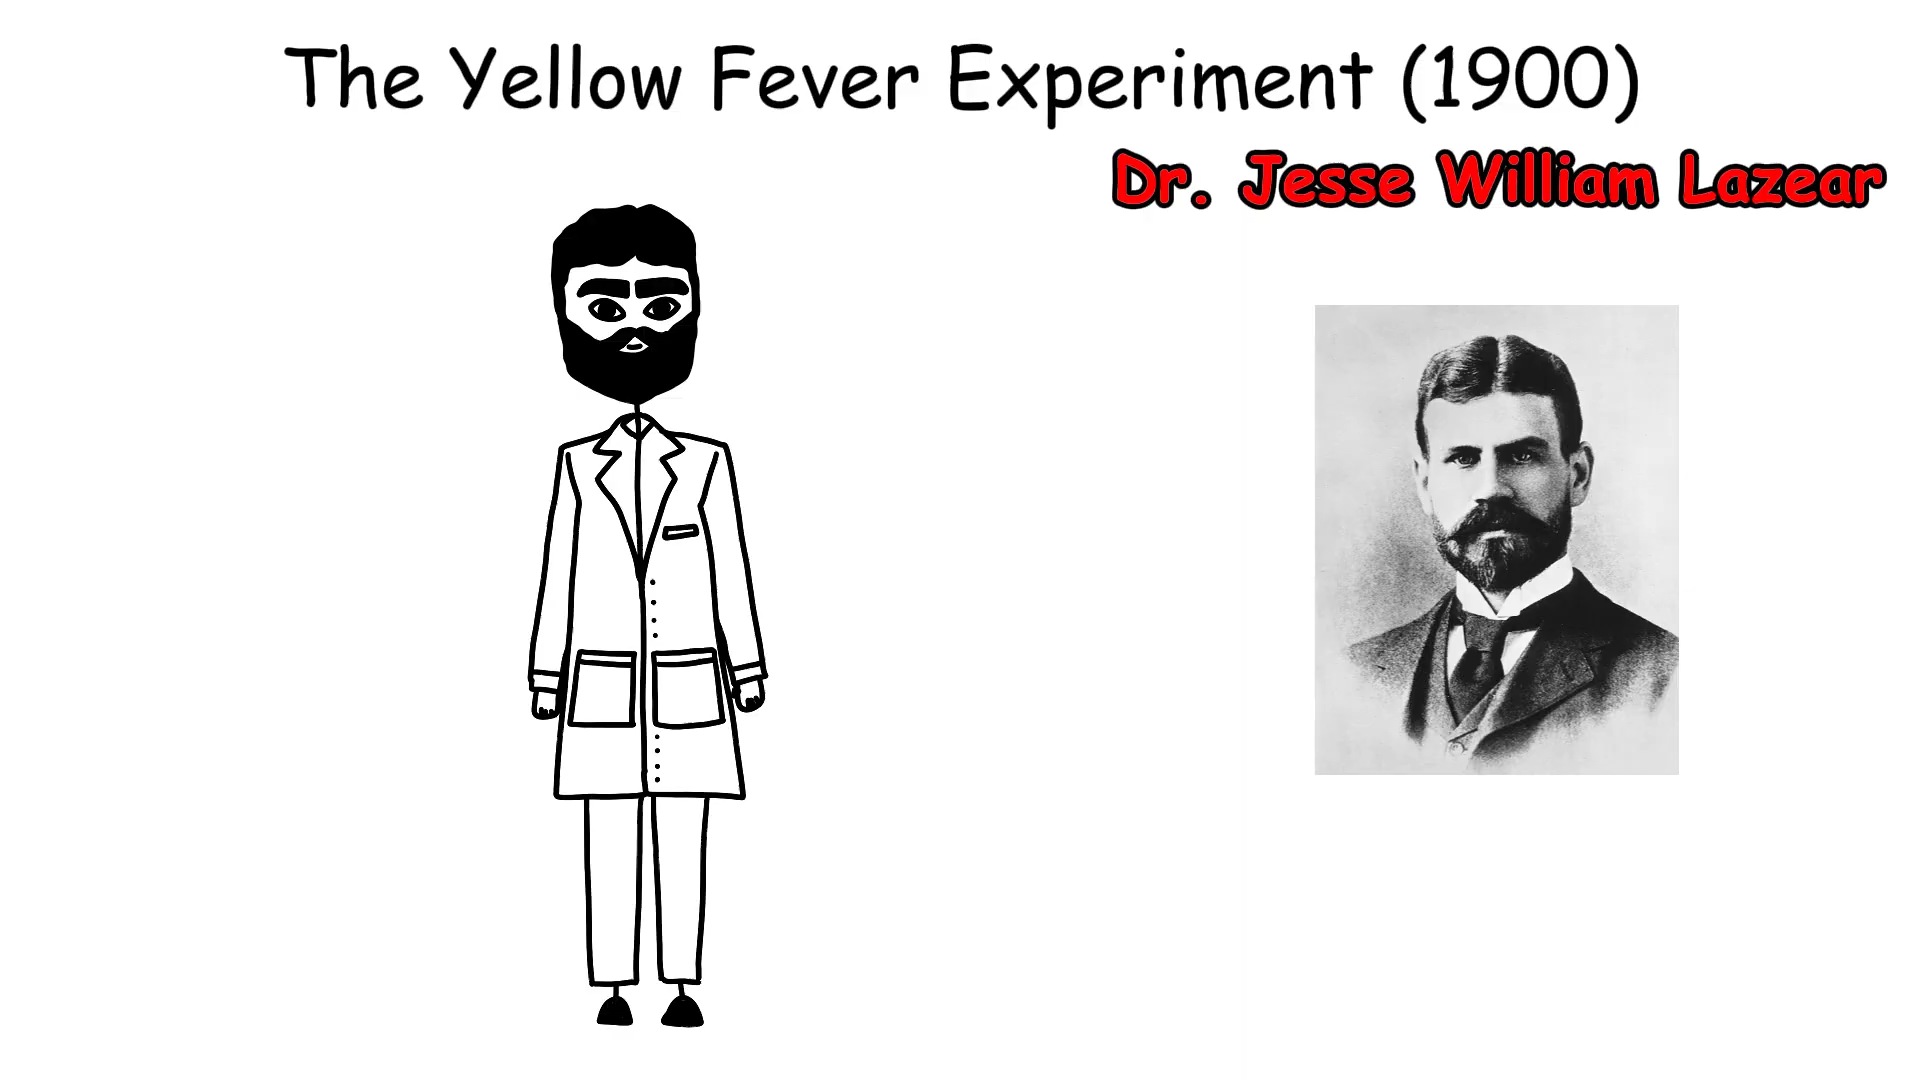 The Yellow Fever Experiment (1900)
Dr. Jesse William Lazear